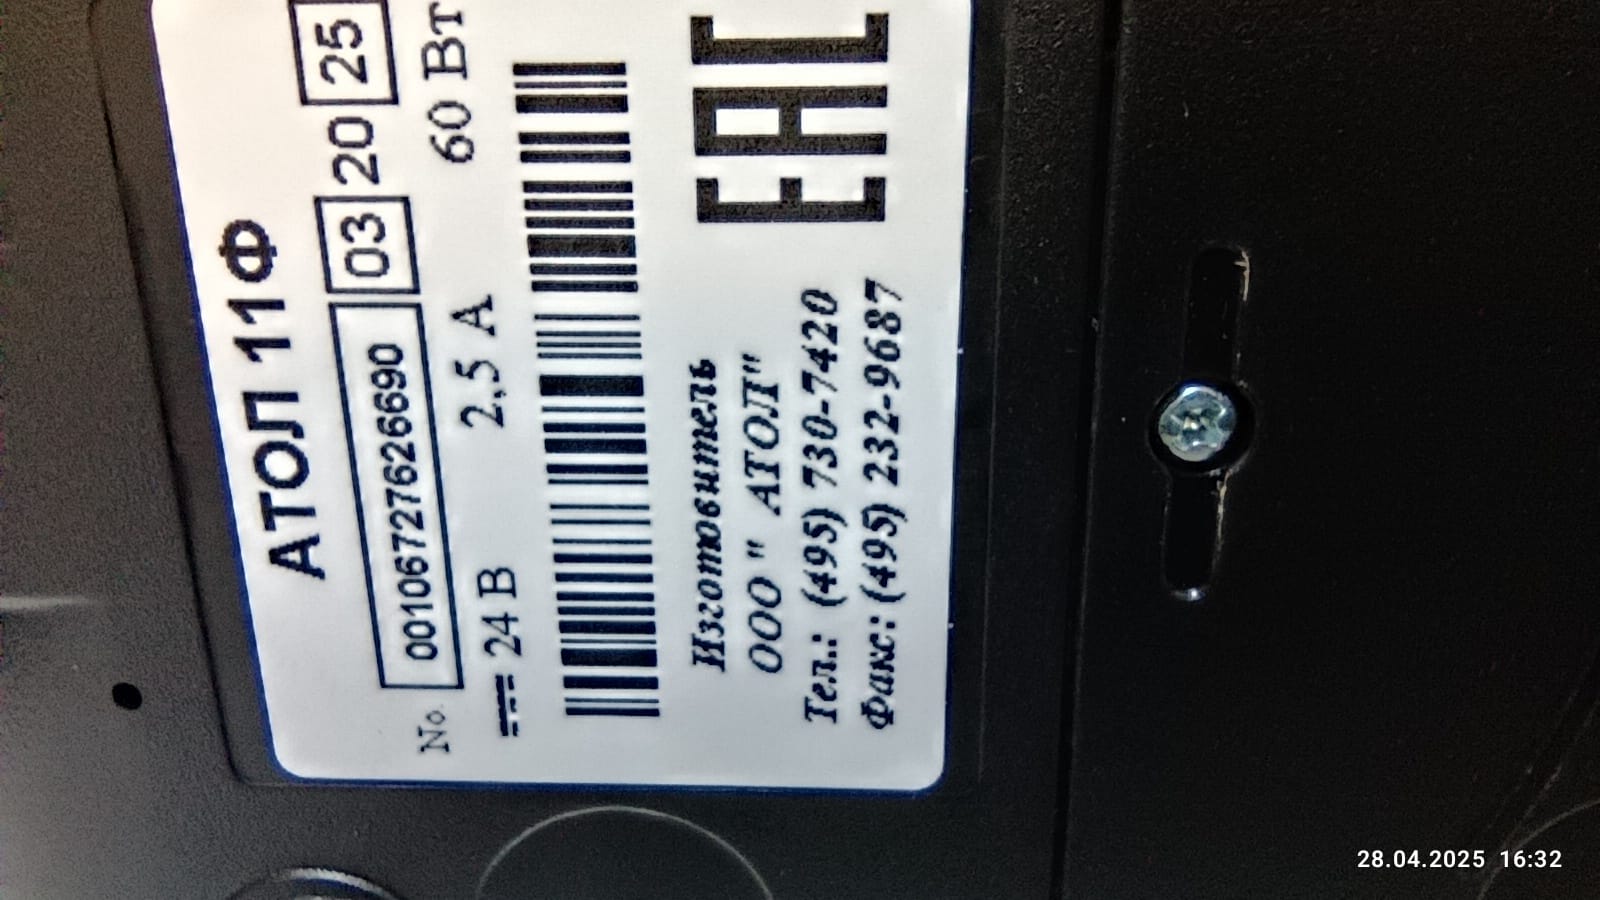 АТОЛ 11Ф
No. 00106727626690 03 20 25
24 В 2,5 А 60 Вт
Изготовитель
ООО " АТОЛ"
Тел.: (495) 730-7420
Факс: (495) 232-9687
EAC
28.04.2025 16:32